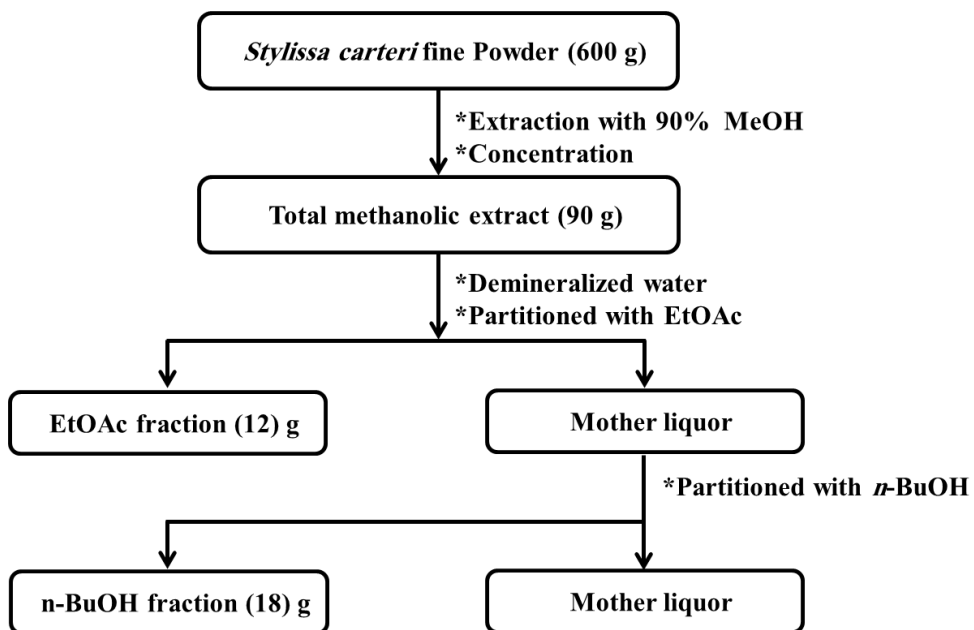 Stylissa carteri fine Powder (600 g)
*Extraction with 90% MeOH
*Concentration
Total methanolic extract (90 g)
*Demineralized water
*Partitioned with EtOAc
EtOAc fraction (12) g
Mother liquor
*Partitioned with n-BuOH
n-BuOH fraction (18) g
Mother liquor